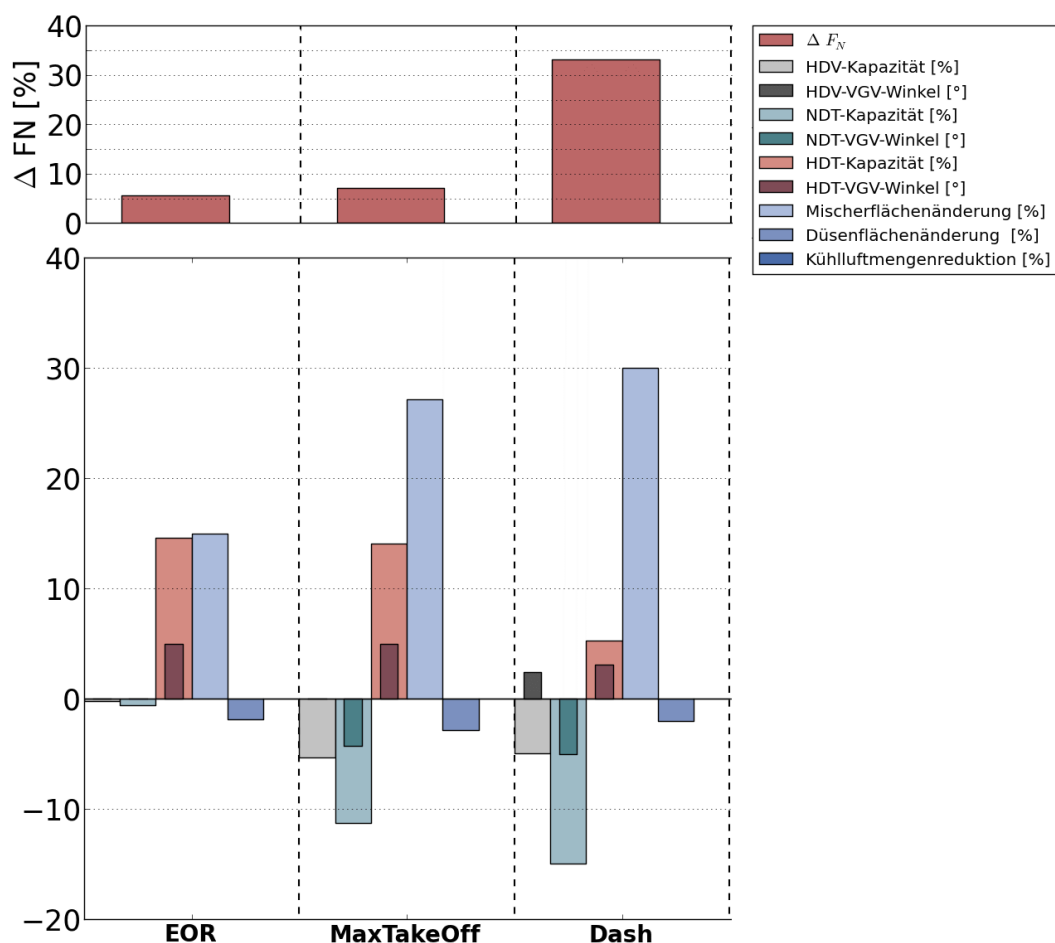 40
30
20
10
0
Δ FN [%]
Δ F_N
HDV-Kapazität [%]
HDV-VGV-Winkel [°]
NDT-Kapazität [%]
NDT-VGV-Winkel [°]
HDT-Kapazität [%]
HDT-VGV-Winkel [°]
Mischerflächenänderung [%]
Düsenflächenänderung [%]
Kühlluftmengenreduktion [%]
40
30
20
10
0
−10
−20
EOR
MaxTakeOff
Dash